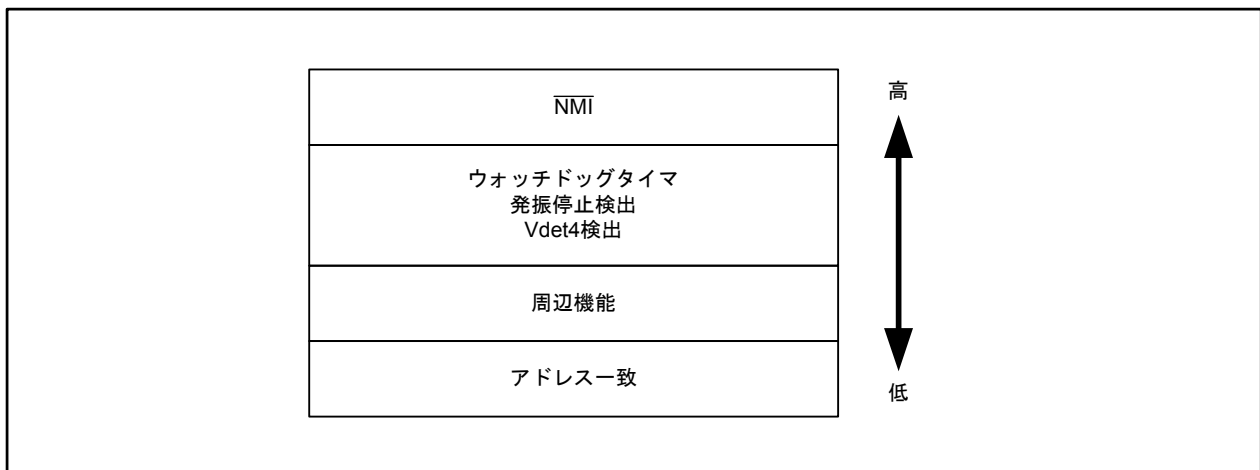 NMI
高
ウォッチドッグタイマ
発振停止検出
Vdet4検出
周辺機能
アドレス一致
低